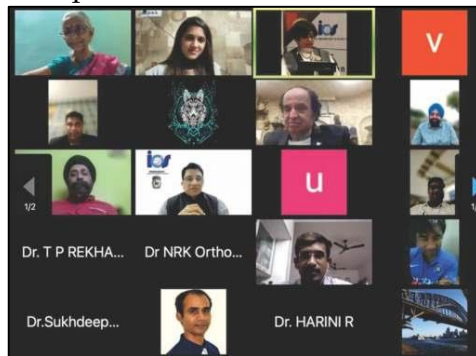 ios
V
ios
u
1/2
Dr. T P REKHA...
Dr NRK Ortho...
Dr.Sukhdeep...
Dr. HARINI R